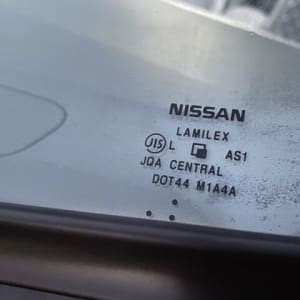 NISSAN
LAMILEX
JIS L AS1
JQA CENTRAL
DOT44 M1A4A